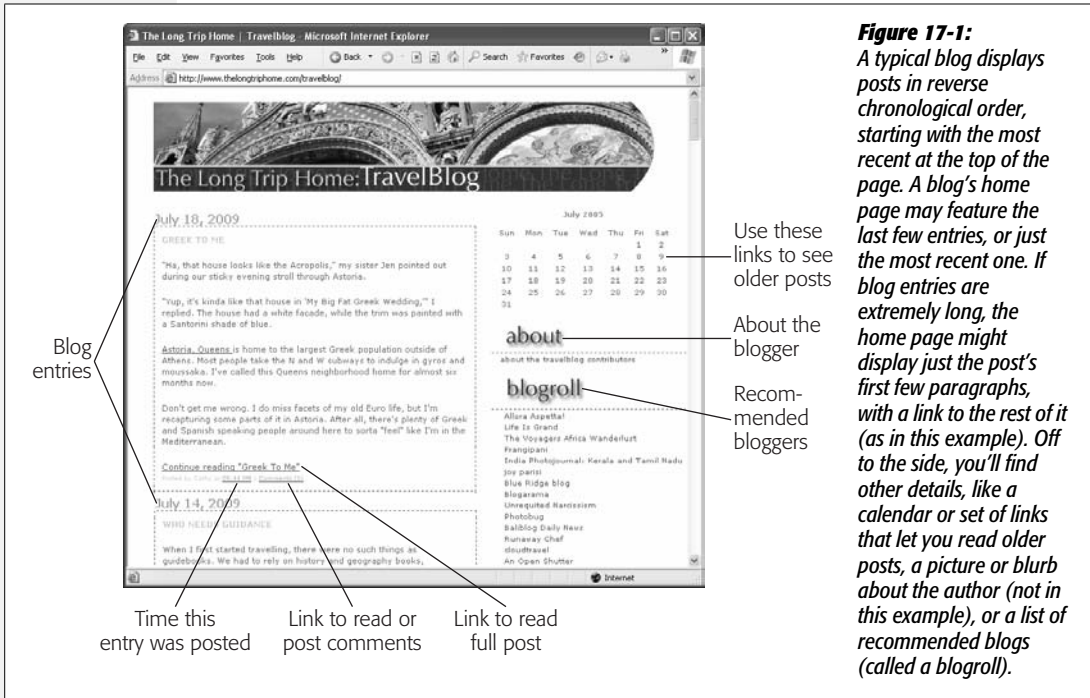 The Long Trip Home | Travelblog - Microsoft Internet Explorer
File Edit View Favorites Tools Help Back Search Favorites
Address http://www.thelongtriphome.com/travelblog/
The Long Trip Home:TravelBlog
July 18, 2009
GREEK TO ME
"Ha, that house looks like the Acropolis," my sister Jen pointed out
during our sticky evening stroll through Astoria.
"Yup, it's kinda like that house in 'My Big Fat Greek Wedding,'" I
replied. The house had a white facade, while the trim was painted with
a Santorini shade of blue.
Astoria, Queens is home to the largest Greek population outside of
Athens. Most people take the N and W subways to indulge in gyros and
moussaka. I've called this Queens neighborhood home for almost six
months now.
Don't get me wrong. I do miss facets of my old Euro life, but I'm
recapturing some parts of it in Astoria. After all, there's plenty of Greek
and Spanish speaking people around here to sorta "feel" like I'm in the
Mediterranean.
Continue reading "Greek To Me"
July 14, 2009
WHO NEEDS GUIDANCE
When I first started travelling, there were no such things as
guidebooks. We had to rely on history and geography books,
July 2005
Sun Mon Tue Wed Thu Fri Sat
1 2
3 4 5 6 7 8 9
10 11 12 13 14 15 16
17 18 19 20 21 22 23
24 25 26 27 28 29 30
31
about
about the travelblog contributors
blogroll
Allora Aspetta!
Life Is Grand
The Voyagers Africa Wanderlust
Frangipani
India Photojournal: Kerala and Tamil Nadu
joy parisi
Blue Ridge blog
Blogarama
Unrequited Narcissism
Photobug
Baliblog Daily News
Runaway Chef
cloudtravel
An Open Shutter
Internet
Blog
entries
Use these
links to see
older posts
About the
blogger
Recom-
mended
bloggers
Time this
entry was posted
Link to read or
post comments
Link to read
full post
Figure 17-1:
A typical blog displays
posts in reverse
chronological order,
starting with the most
recent at the top of the
page. A blog's home
page may feature the
last few entries, or just
the most recent one. If
blog entries are
extremely long, the
home page might
display just the post's
first few paragraphs,
with a link to the rest of it
(as in this example). Off
to the side, you'll find
other details, like a
calendar or set of links
that let you read older
posts, a picture or blurb
about the author (not in
this example), or a list of
recommended blogs
(called a blogroll).